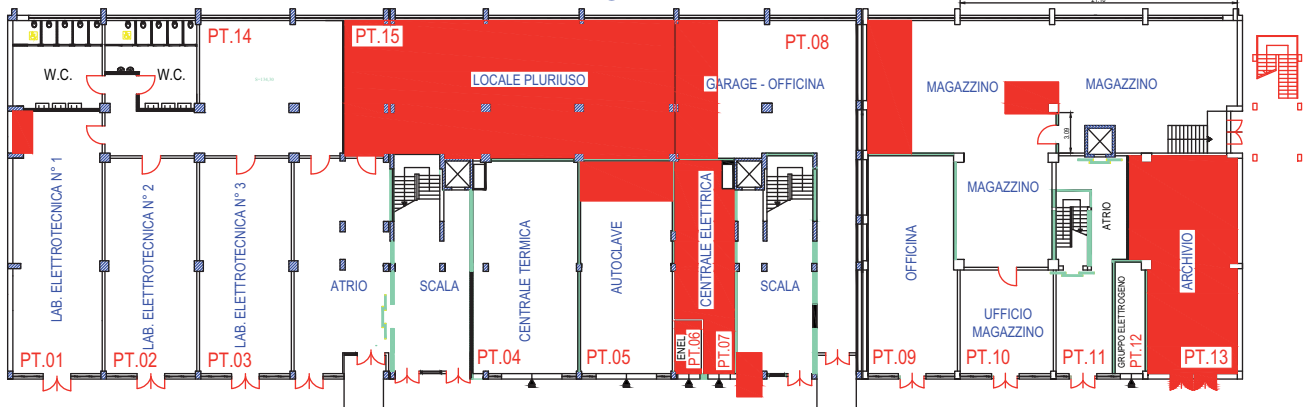 PT.14
PT.15
PT.08
W.C.
W.C.
LOCALE PLURIUSO
GARAGE - OFFICINA
MAGAZZINO
MAGAZZINO
3.09
LAB. ELETTROTECNICA N° 1
LAB. ELETTROTECNICA N° 2
LAB. ELETTROTECNICA N° 3
ATRIO
SCALA
CENTRALE TERMICA
AUTOCLAVE
CENTRALE ELETTRICA
SCALA
OFFICINA
MAGAZZINO
ATRIO
ARCHIVIO
UFFICIO
MAGAZZINO
GRUPPO ELETTROGENO
ENEL
PT.01
PT.02
PT.03
PT.04
PT.05
PT.06
PT.07
PT.09
PT.10
PT.11
PT.12
PT.13